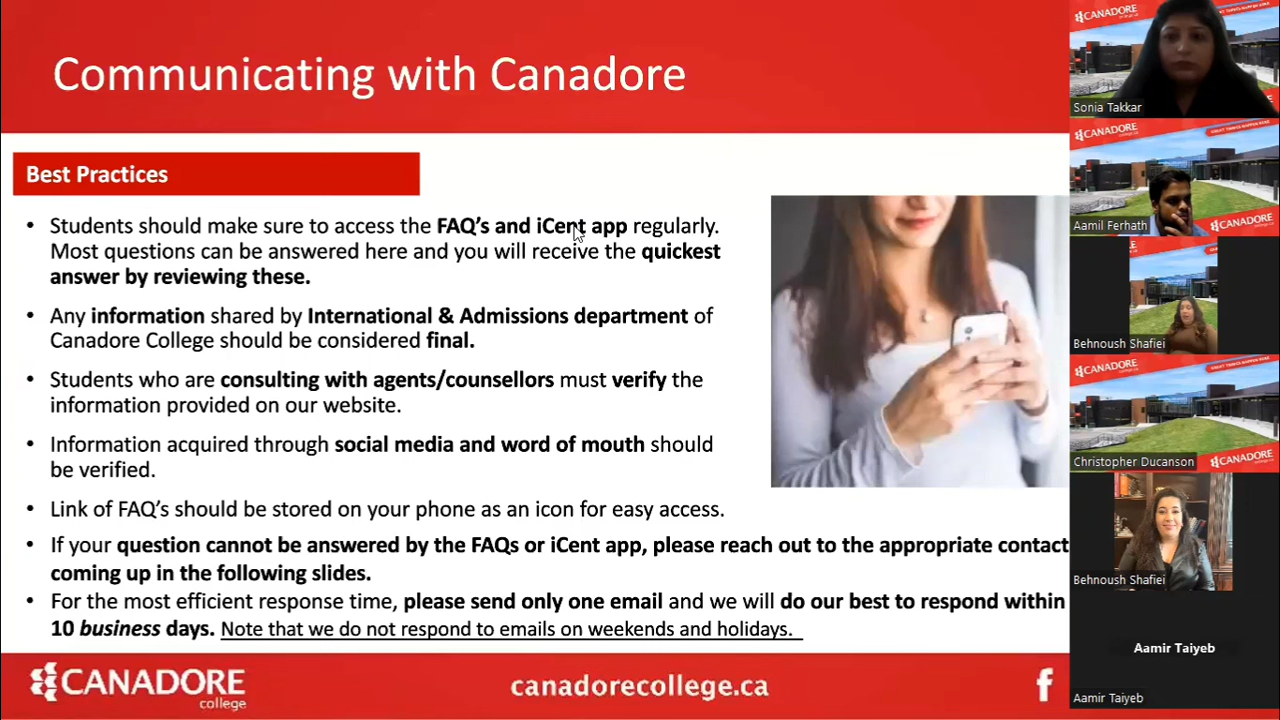 Communicating with Canadore
Best Practices
• Students should make sure to access the FAQ's and iCent app regularly.
Most questions can be answered here and you will receive the quickest
answer by reviewing these.
• Any information shared by International & Admissions department of
Canadore College should be considered final.
• Students who are consulting with agents/counsellors must verify the
information provided on our website.
• Information acquired through social media and word of mouth should
be verified.
• Link of FAQ's should be stored on your phone as an icon for easy access.
• If your question cannot be answered by the FAQs or iCent app, please reach out to the appropriate contact
coming up in the following slides.
• For the most efficient response time, please send only one email and we will do our best to respond within
10 business days. Note that we do not respond to emails on weekends and holidays.
CANADORE
college
canadorecollege.ca
f
CANADORE
Sonia Takkar
CANADORE
Aamil Ferhath
Behnoush Shafiei
CANADORE
Christopher Ducanson
CANADORE
Behnoush Shafiei
Aamir Taiyeb
Aamir Taiyeb